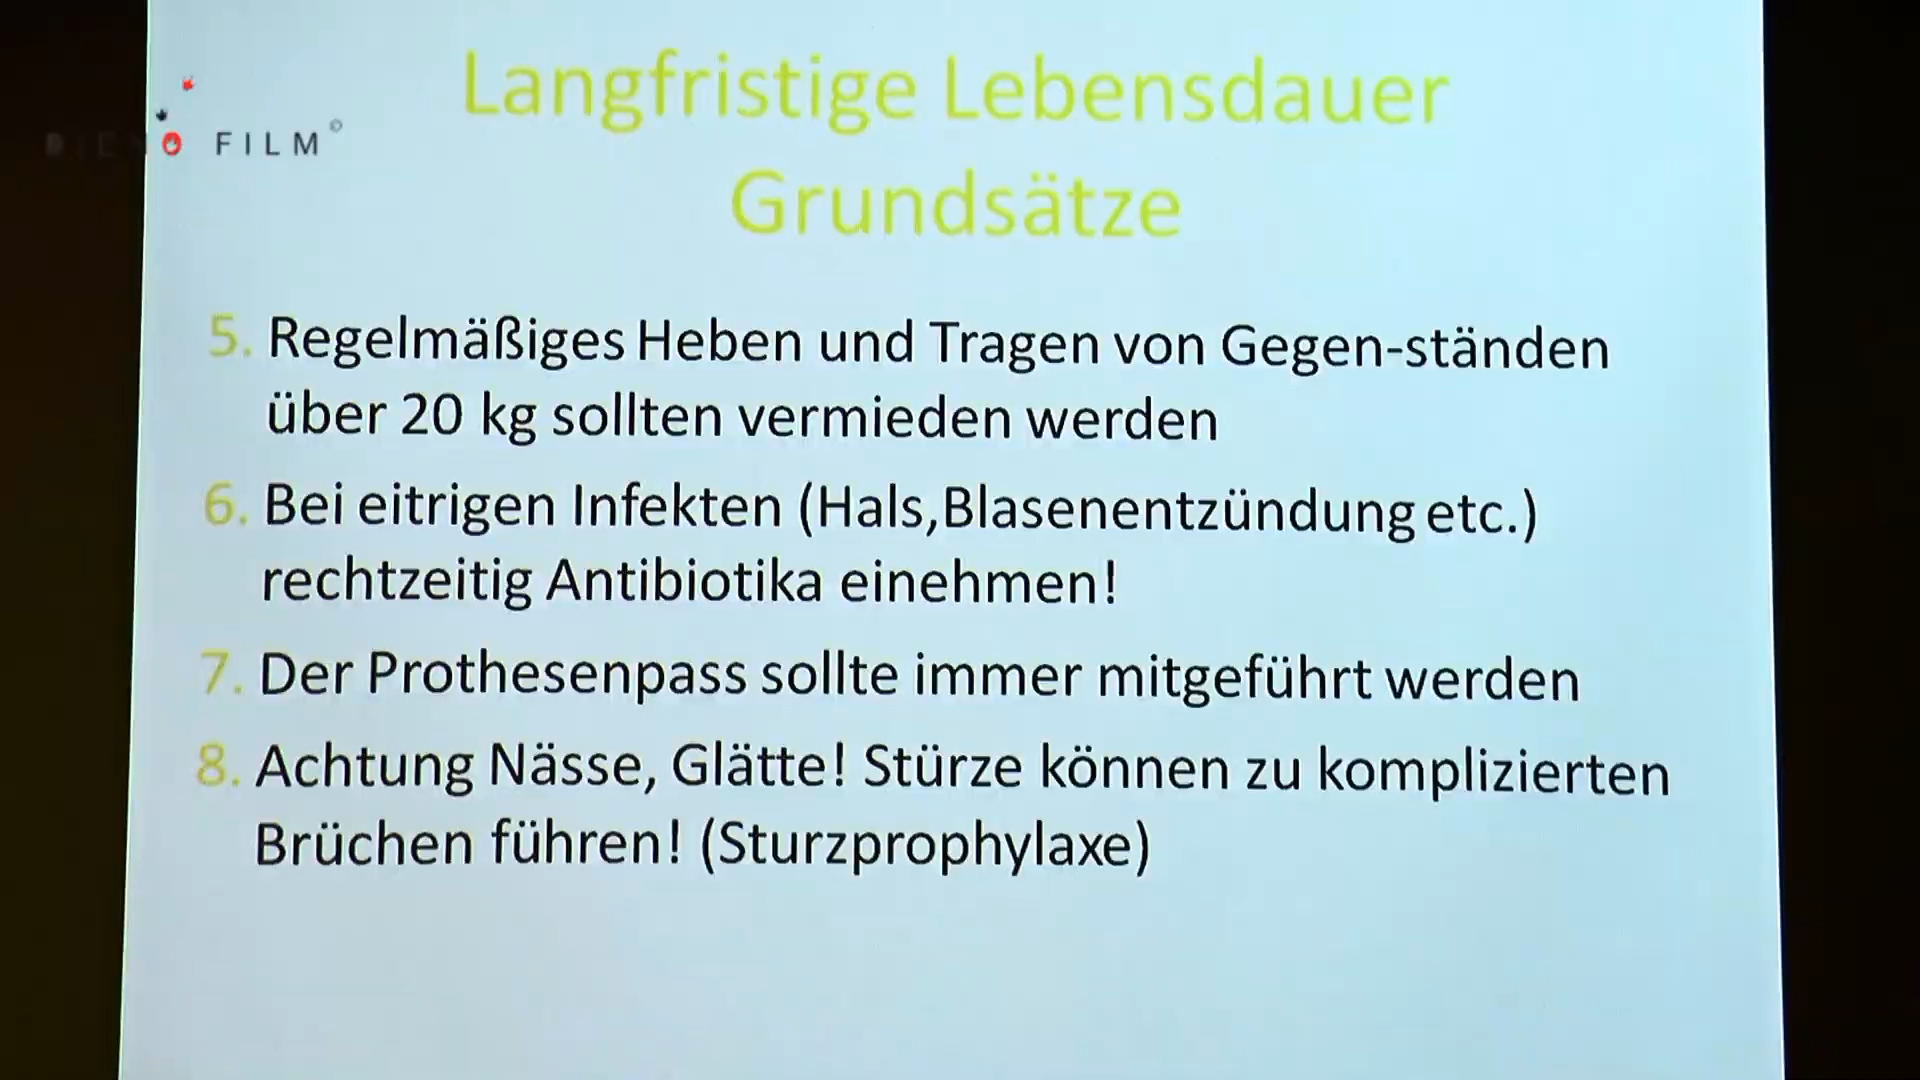 Langfristige Lebensdauer
FILM©
Grundsätze
5. Regelmäßiges Heben und Tragen von Gegen-ständen
über 20 kg sollten vermieden werden
6. Bei eitrigen Infekten (Hals,Blasenentzündung etc.)
rechtzeitig Antibiotika einehmen!
7. Der Prothesenpass sollte immer mitgeführt werden
8. Achtung Nässe, Glätte! Stürze können zu komplizierten
Brüchen führen! (Sturzprophylaxe)